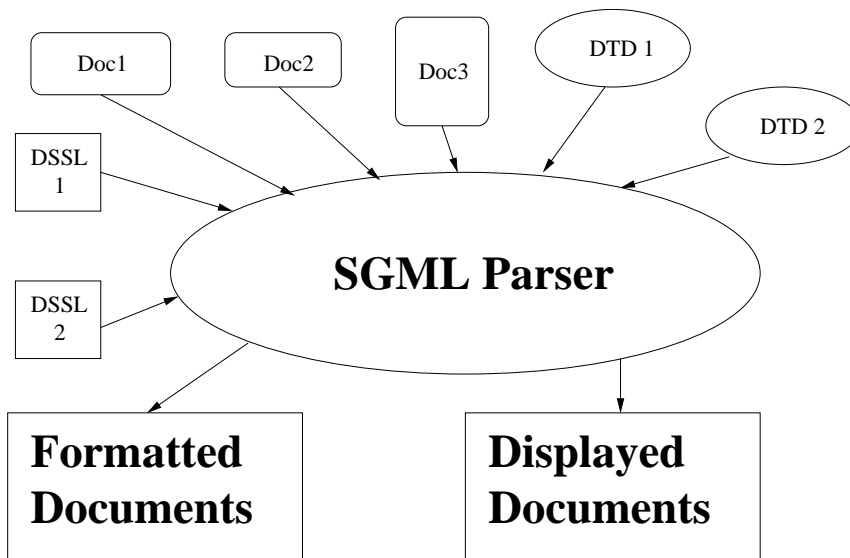 Doc1
Doc2
Doc3
DTD 1
DTD 2
DSSL
1
SGML Parser
DSSL
2
Formatted
Documents
Displayed
Documents